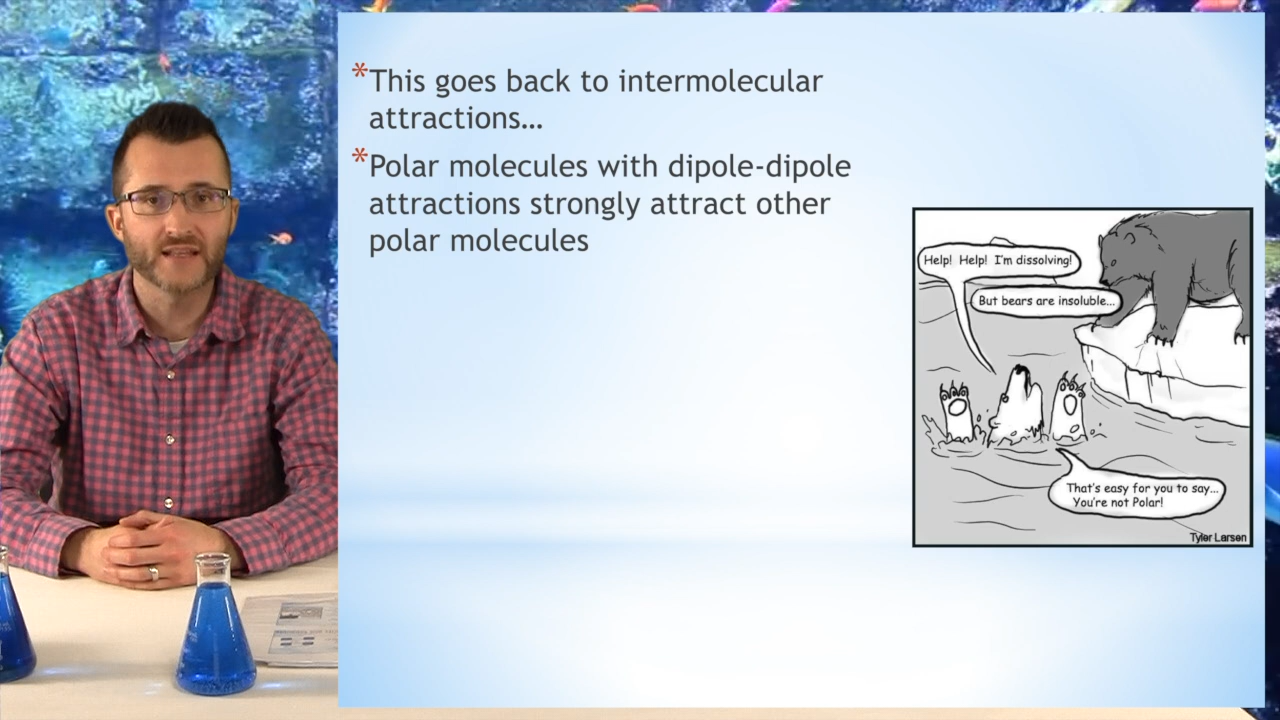 *This goes back to intermolecular
attractions…
*Polar molecules with dipole-dipole
attractions strongly attract other
polar molecules
Help! Help! I'm dissolving!
But bears are insoluble...
That's easy for you to say...
You're not Polar!
Tyler Larsen